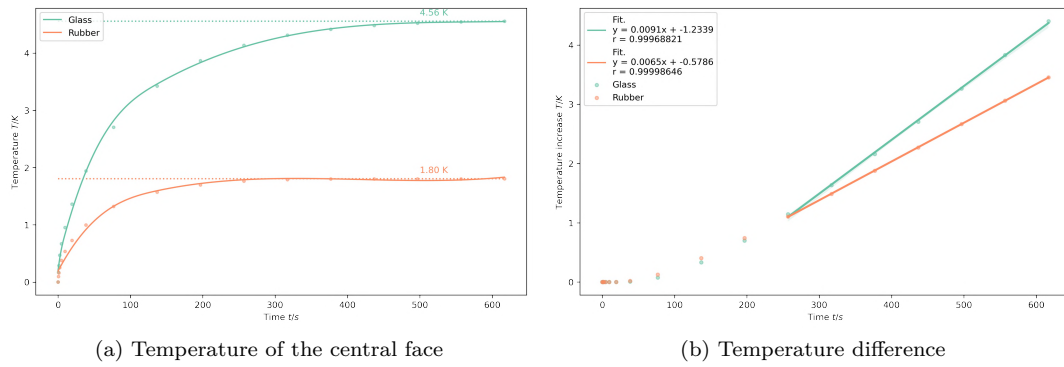 4.56 K
Glass
Rubber
1.80 K
Temperature T/K
0
1
2
3
4
0 100 200 300 400 500 600
Time t/s
(a) Temperature of the central face
Fit.
y = 0.0091x + -1.2339
r = 0.99968821
Fit.
y = 0.0065x + -0.5786
r = 0.99998646
Glass
Rubber
Temperature increase T/K
0
1
2
3
4
0 100 200 300 400 500 600
Time t/s
(b) Temperature difference